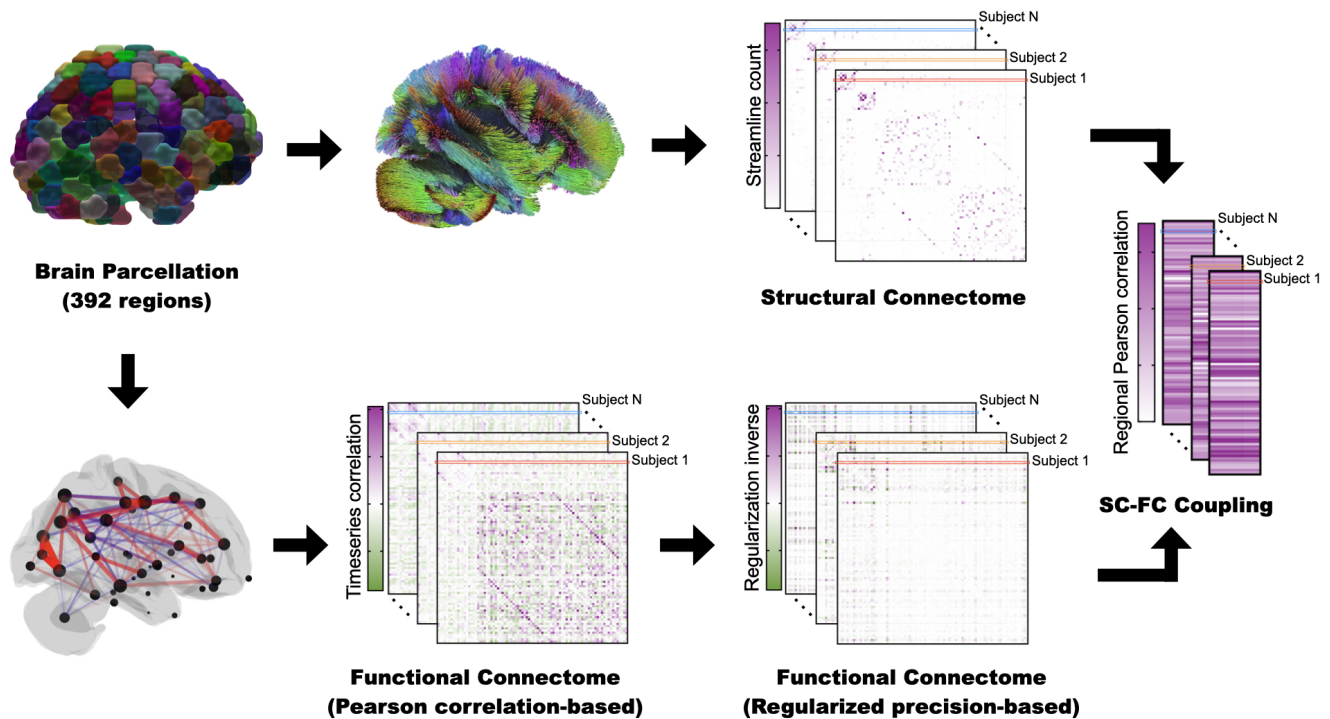 Brain Parcellation
(392 regions)
Streamline count
Subject N
Subject 2
Subject 1
Structural Connectome
Regional Pearson correlation
Subject N
Subject 2
Subject 1
SC-FC Coupling
Timeseries correlation
Subject N
Subject 2
Subject 1
Functional Connectome
(Pearson correlation-based)
Regularization inverse
Subject N
Subject 2
Subject 1
Functional Connectome
(Regularized precision-based)